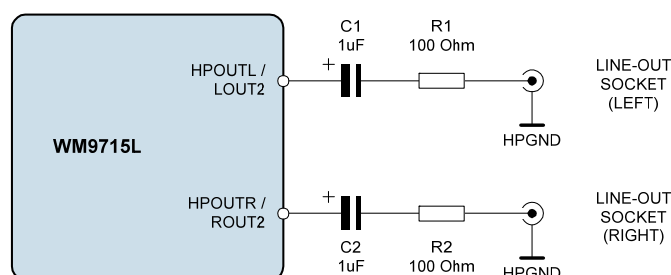 C1
1uF
R1
100 Ohm
+
HPOUTL /
LOUT2
LINE-OUT
SOCKET
(LEFT)
HPGND
WM9715L
HPOUTR /
ROUT2
+
LINE-OUT
SOCKET
(RIGHT)
C2
1uF
R2
100 Ohm
HPGND